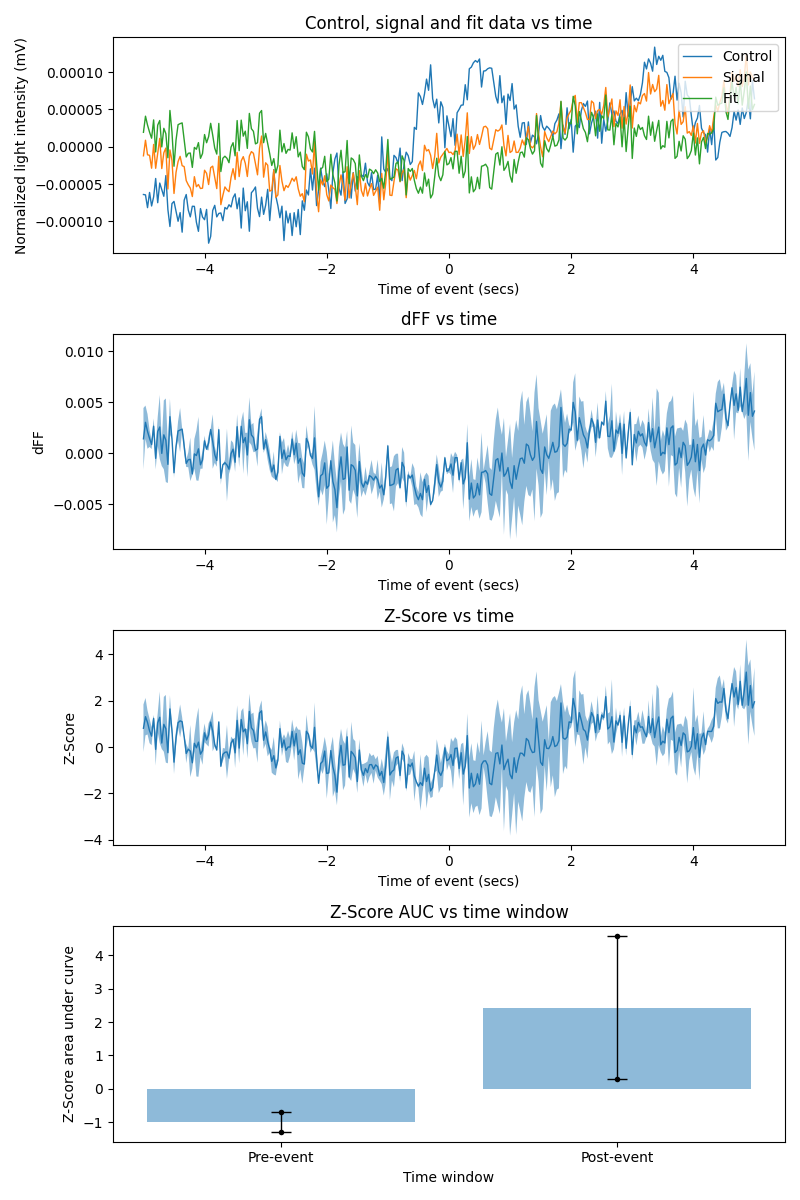 Control, signal and fit data vs time
Normalized light intensity (mV)
0.00010
0.00005
0.00000
−0.00005
−0.00010
Control
Signal
Fit
−4 −2 0 2 4
Time of event (secs)
dFF vs time
dFF
0.010
0.005
0.000
−0.005
−4 −2 0 2 4
Time of event (secs)
Z-Score vs time
Z-Score
4
2
0
−2
−4
−4 −2 0 2 4
Time of event (secs)
Z-Score AUC vs time window
Z-Score area under curve
4
3
2
1
0
−1
Pre-event Post-event
Time window